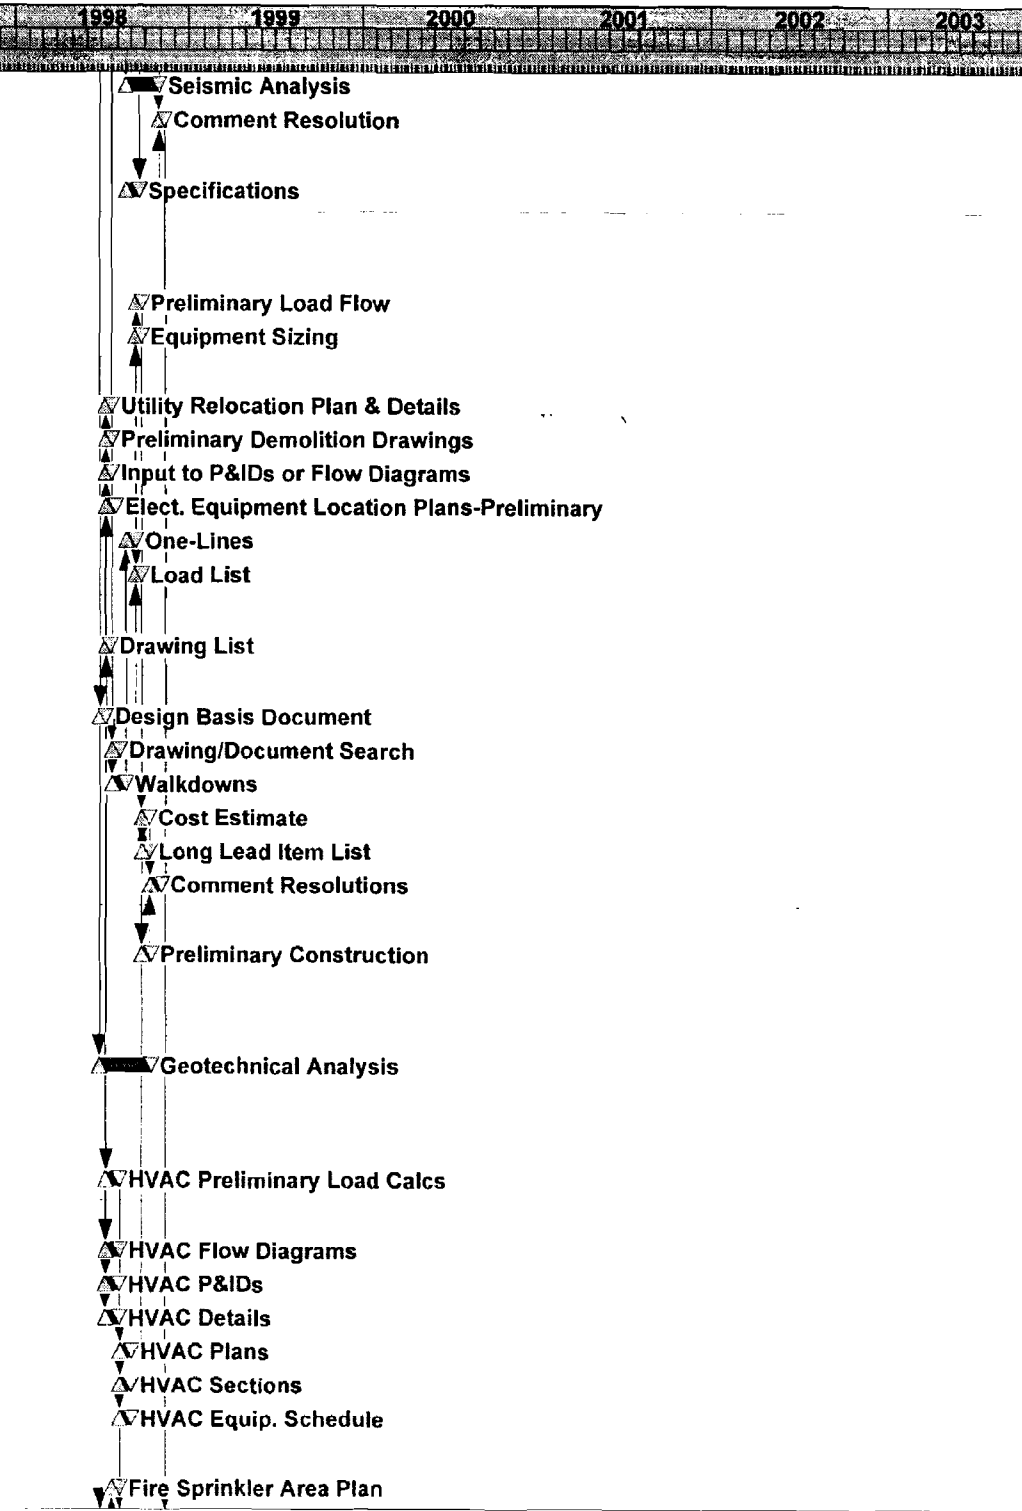 1998 1999 2000 2001 2002 2003
Seismic Analysis
Comment Resolution
Specifications
Preliminary Load Flow
Equipment Sizing
Utility Relocation Plan & Details
Preliminary Demolition Drawings
Input to P&IDs or Flow Diagrams
Elect. Equipment Location Plans-Preliminary
One-Lines
Load List
Drawing List
Design Basis Document
Drawing/Document Search
Walkdowns
Cost Estimate
Long Lead Item List
Comment Resolutions
Preliminary Construction
Geotechnical Analysis
HVAC Preliminary Load Calcs
HVAC Flow Diagrams
HVAC P&IDs
HVAC Details
HVAC Plans
HVAC Sections
HVAC Equip. Schedule
Fire Sprinkler Area Plan